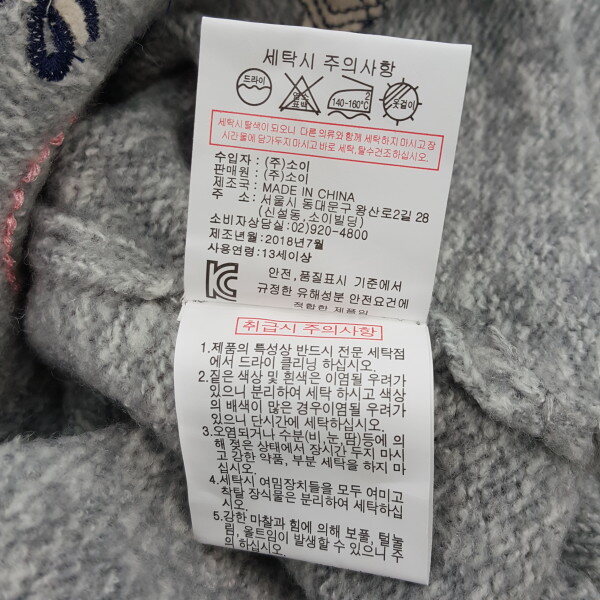 세탁시 주의사항
드라이
염소
표백
2
140-160℃
옷걸이
세탁시 탈색이 되오니 다른 의류와 함께 세탁하지 마시고 장
시간 물에 담가두지 마시고 바로 세탁, 탈수건조하십시오.
수입자 : (주)소이
판매원 : (주)소이
제조국 : MADE IN CHINA
주 소 : 서울시 동대문구 왕산로2길 28
(신설동,소이빌딩)
소비자상담실:02)920-4800
제조년월:2018년7월
사용연령:13세이상
안전,품질표시 기준에서
규정한 유해성분 안전요건에
적합한 제품임
취급시 주의사항
1.제품의 특성상 반드시 전문 세탁점
에서 드라이 클리닝 하십시오.
2.짙은 색상 및 흰색은 이염될 우려가
있으니 분리하여 세탁 하시고 색상
의 배색이 많은 경우이염될 우려가
있으니 단시간에 세탁하십시오.
3.오염되거나 수분(비,눈,땀)등에 의
해 젖은 상태에서 장시간 두지 마시
고 강한 약품, 부분 세탁을 하지 마
십시오.
4.세탁시 여밈장치들을 모두 여미고
착탈 장식물은 분리하여 세탁하십
시오.
5.강한 마찰과 힘에 의해 보풀, 털눌
림, 올트임이 발생할 수 있으니 주
의 하십시오.